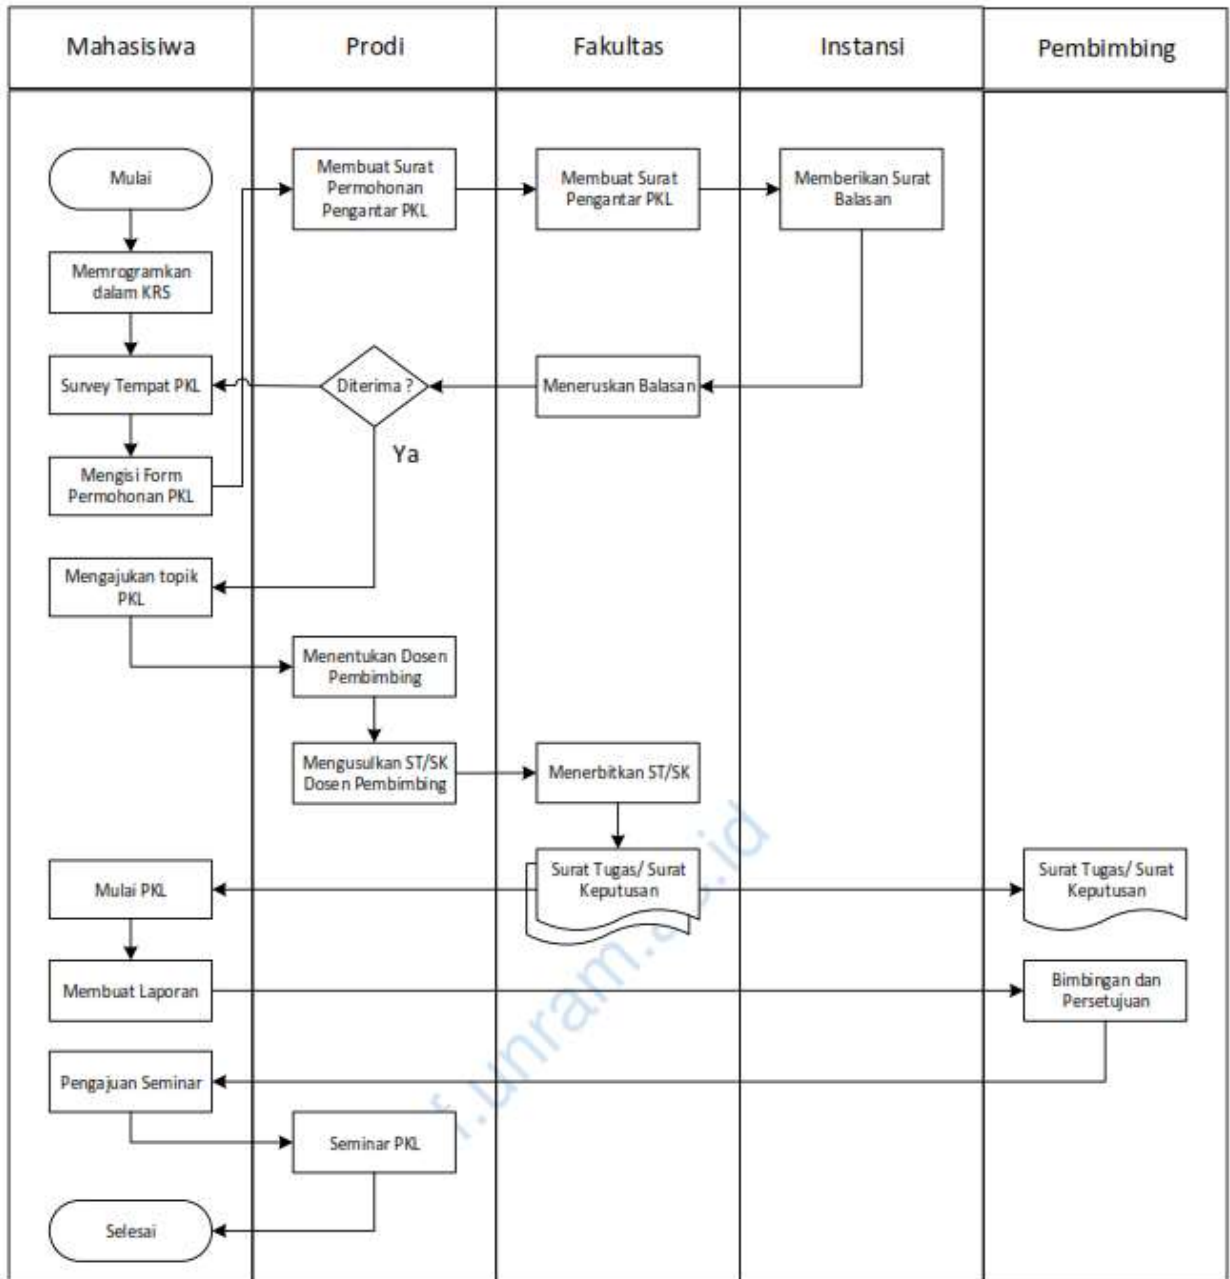 Mahasisiwa
Prodi
Fakultas
Instansi
Pembimbing
Mulai
Membuat Surat
Permohonan
Pengantar PKL
Membuat Surat
Pengantar PKL
Memberikan Surat
Balasan
Memrogramkan
dalam KRS
Survey Tempat PKL
Diterima ?
Meneruskan Balasan
Ya
Mengisi Form
Permohonan PKL
Mengajukan topik
PKL
Menentukan Dosen
Pembimbing
Mengusulkan ST/SK
Dosen Pembimbing
Menerbitkan ST/SK
Mulai PKL
Surat Tugas/ Surat
Keputusan
Surat Tugas/ Surat
Keputusan
Membuat Laporan
Bimbingan dan
Persetujuan
Pengajuan Seminar
Seminar PKL
Selesai